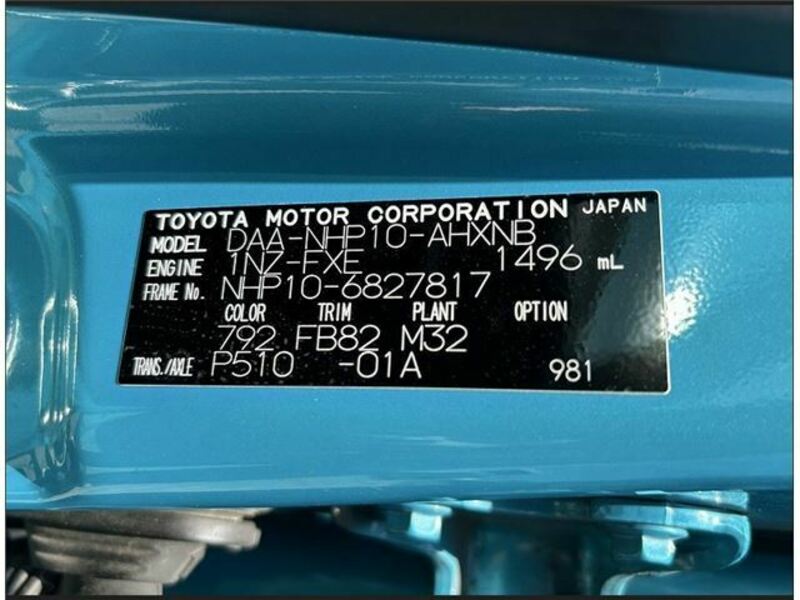 TOYOTA MOTOR CORPORATION JAPAN
MODEL DAA-NHP10-AHXNB
ENGINE 1NZ-FXE 1496 mL
FRAME No. NHP10-6827817
COLOR TRIM PLANT OPTION
792 FB82 M32
TRANS./AXLE P510 -01A 981